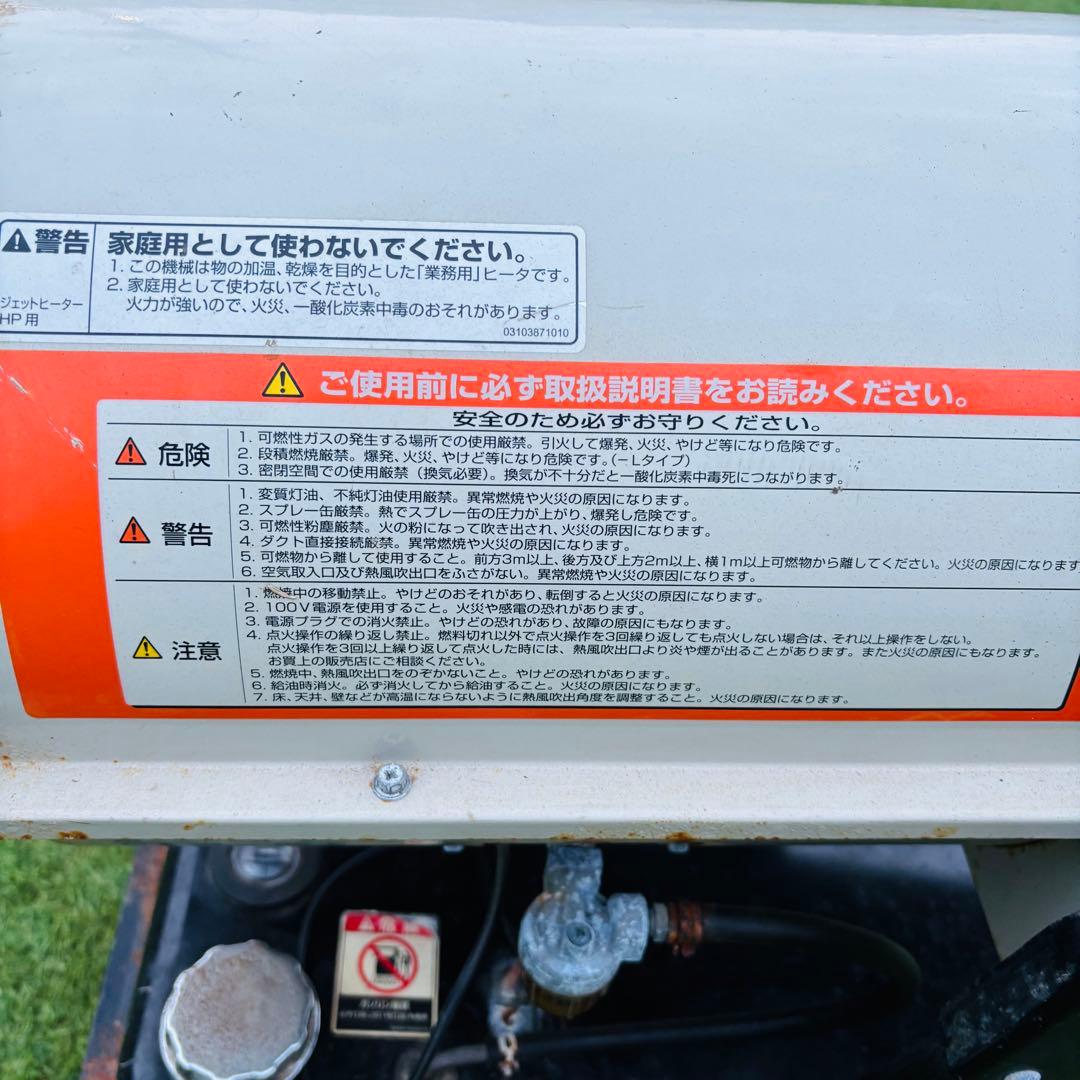 警告 家庭用として使わないでください。
1. この機械は物の加温、乾燥を目的とした「業務用」ヒータです。
2. 家庭用として使わないでください。
火力が強いので、火災、一酸化炭素中毒のおそれがあります。
ジェットヒーター
HP用
03103871010
ご使用前に必ず取扱説明書をお読みください。
安全のため必ずお守りください。
危険
1. 可燃性ガスの発生する場所での使用厳禁。引火して爆発、火災、やけど等になり危険です。
2. 段積燃焼厳禁。爆発、火災、やけど等になり危険です。(-Lタイプ)
3. 密閉空間での使用厳禁(換気必要)。換気が不十分だと一酸化炭素中毒死につながります。
警告
1. 変質灯油、不純灯油使用厳禁。異常燃焼や火災の原因になります。
2. スプレー缶厳禁。熱でスプレー缶の圧力が上がり、爆発し危険です。
3. 可燃性粉塵厳禁。火の粉になって吹き出され、火災の原因になります。
4. ダクト直接接続厳禁。異常燃焼や火災の原因になります。
5. 可燃物から離して使用すること。前方3m以上、後方及び上方2m以上、横1m以上可燃物から離してください。火災の原因になります
6. 空気取入口及び熱風吹出口をふさがない。異常燃焼や火災の原因になります。
注意
1. 燃焼中の移動禁止。やけどのおそれがあり、転倒すると火災の原因になります。
2. 100V電源を使用すること。火災や感電の恐れがあります。
3. 電源プラグでの消火禁止。やけどの恐れがあり、故障の原因にもなります。
4. 点火操作の繰り返し禁止。燃料切れ以外で点火操作を3回繰り返しても点火しない場合は、それ以上操作をしない。
点火操作を3回以上繰り返して点火した時には、熱風吹出口より炎や煙が出ることがあります。また火災の原因にもなります。
お買上の販売店にご相談ください。
5. 燃焼中、熱風吹出口をのぞかないこと。やけどの恐れがあります。
6. 給油時消火。必ず消火してから給油すること。火災の原因になります。
7. 床、天井、壁などが高温にならないように熱風吹出角度を調整すること。火災の原因になります。